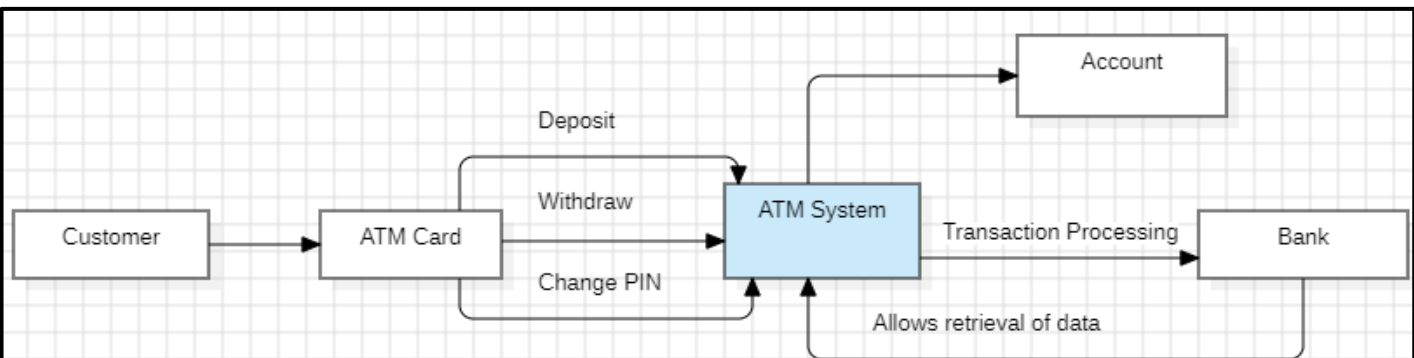 Account
Deposit
Withdraw
ATM System
Customer
ATM Card
Transaction Processing
Bank
Change PIN
Allows retrieval of data